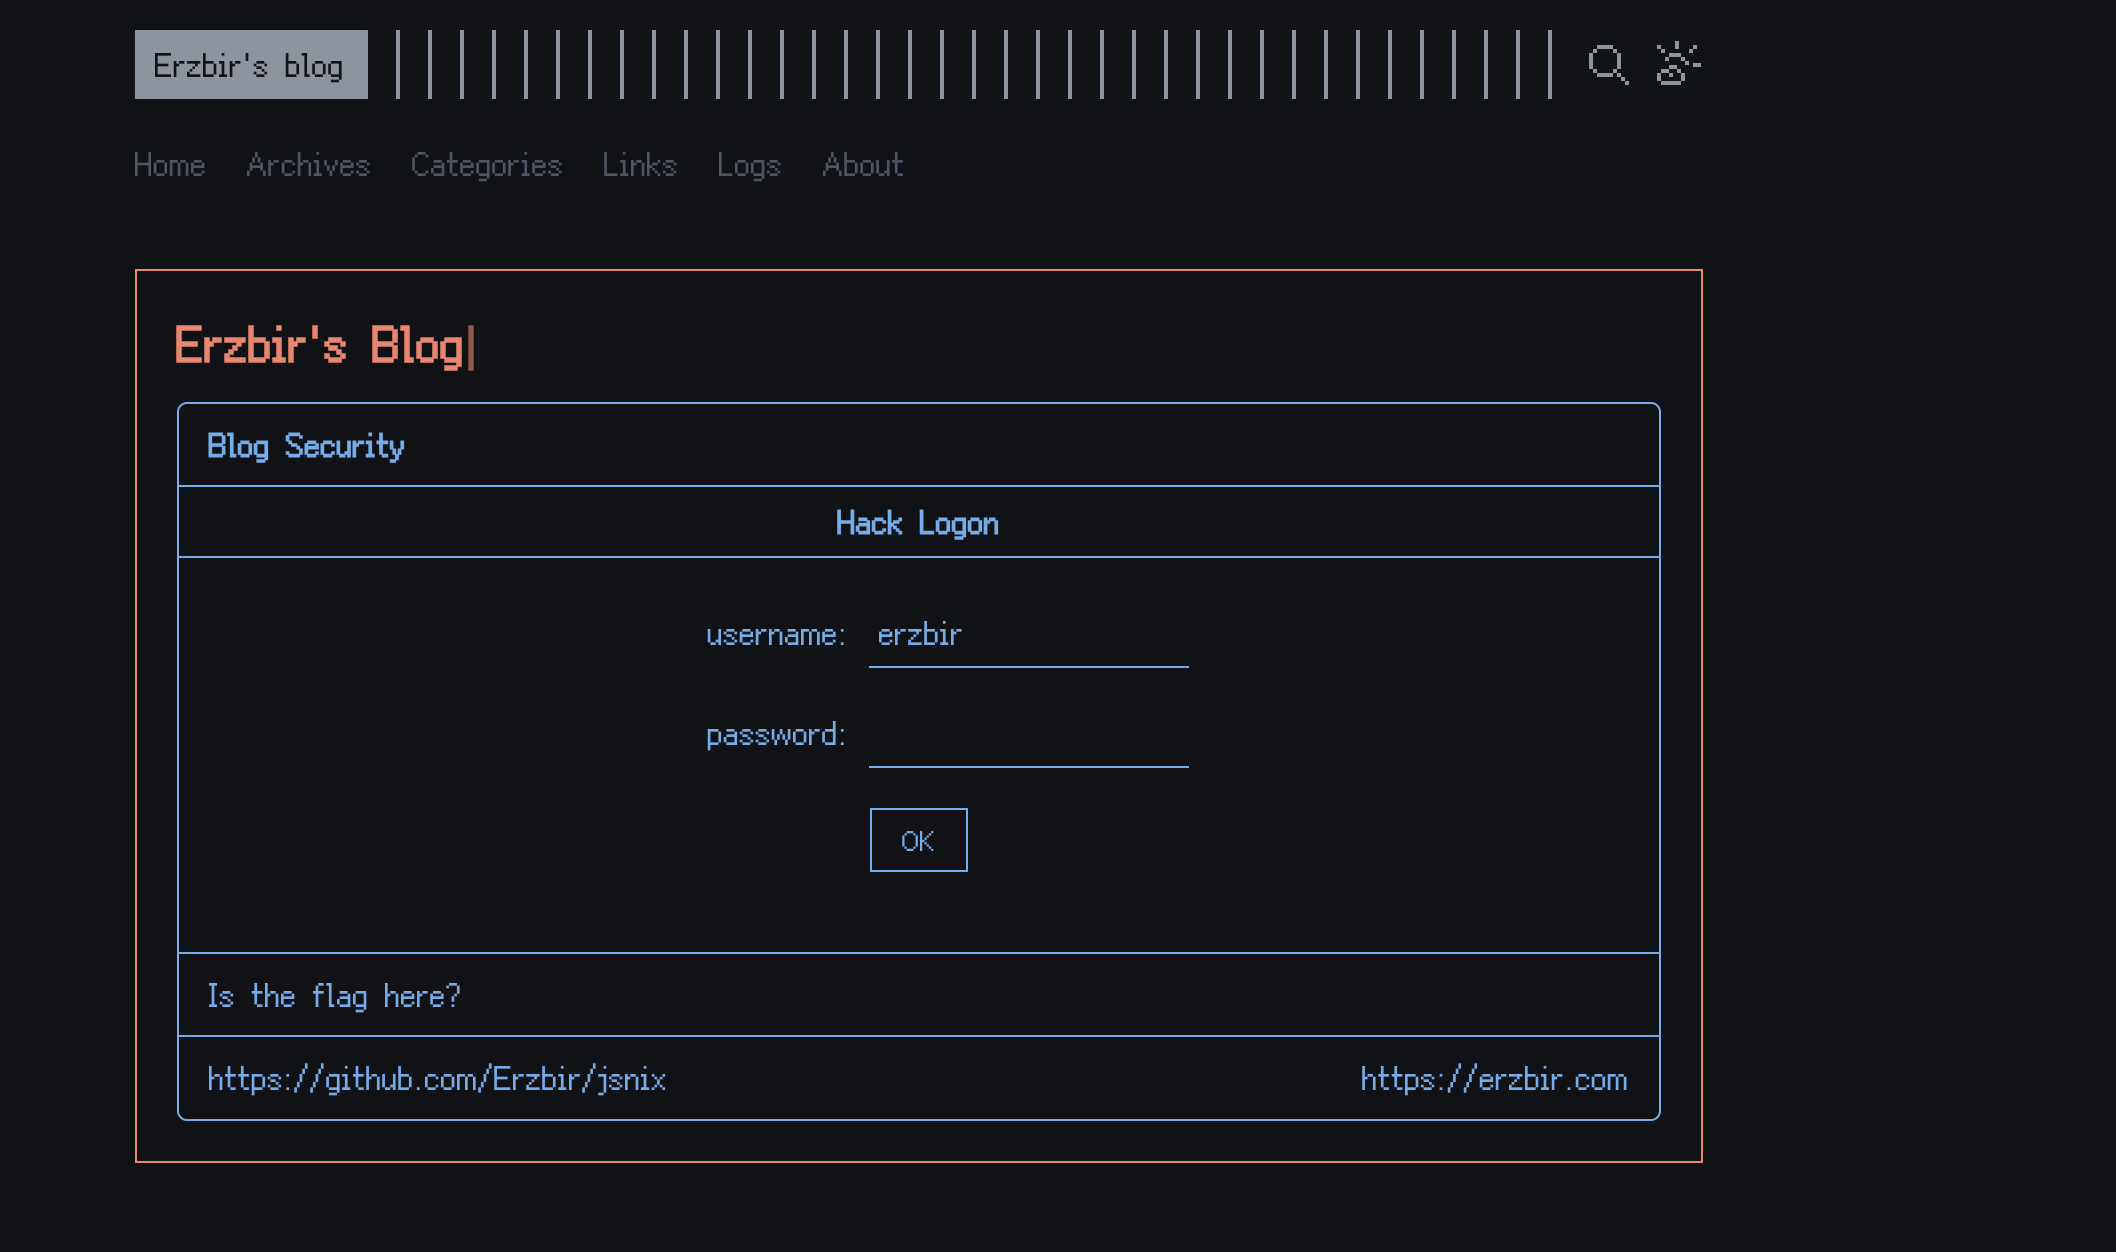 Erzbir's blog
Home Archives Categories Links Logs About
Erzbir's Blog
Blog Security
Hack Logon
username: erzbir
password:
OK
Is the flag here?
https://github.com/Erzbir/jsnix https://erzbir.com